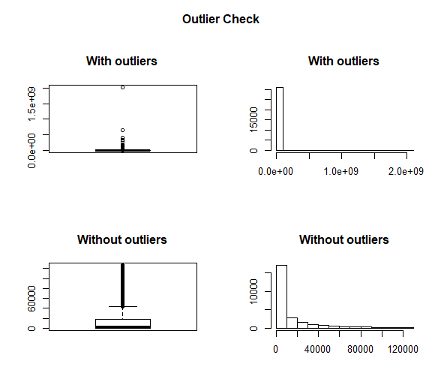 Outlier Check
With outliers
With outliers
0.0e+00 1.5e+09
0 15000
0.0e+00 1.0e+09 2.0e+09
Without outliers
Without outliers
0 60000
0 10000
0 40000 80000 120000